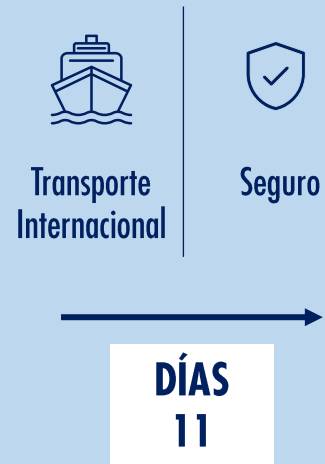 Transporte
Internacional
Seguro
DÍAS
11